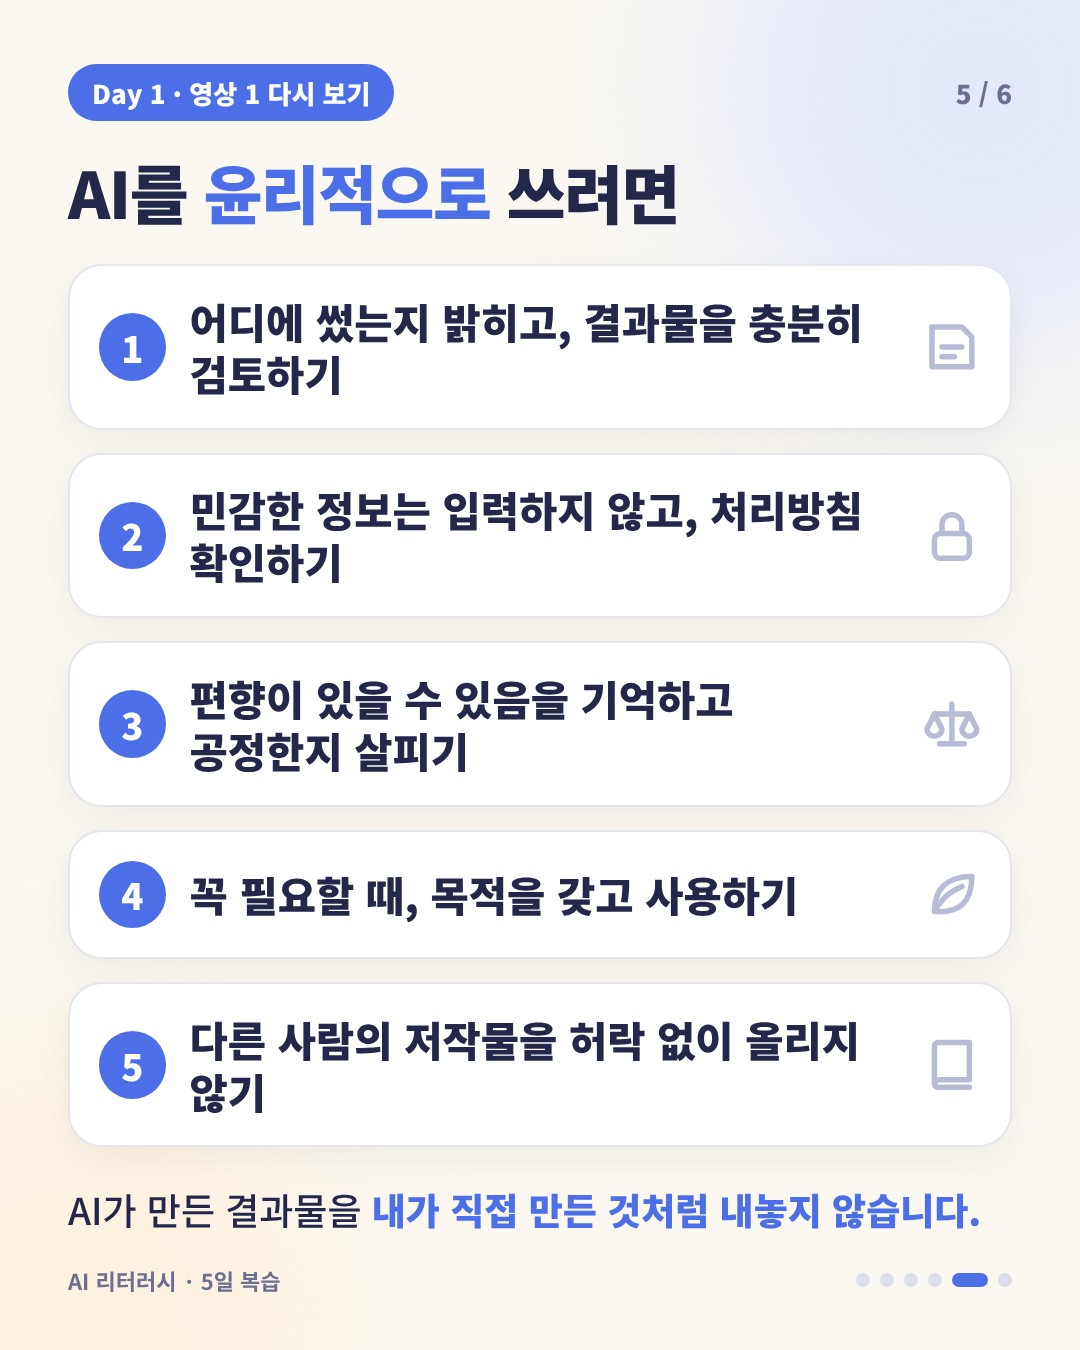 Day 1 · 영상 1 다시 보기
5 / 6
AI를 윤리적으로 쓰려면
1
어디에 썼는지 밝히고, 결과물을 충분히
검토하기
2
민감한 정보는 입력하지 않고, 처리방침
확인하기
3
편향이 있을 수 있음을 기억하고
공정한지 살피기
4
꼭 필요할 때, 목적을 갖고 사용하기
5
다른 사람의 저작물을 허락 없이 올리지
않기
AI가 만든 결과물을 내가 직접 만든 것처럼 내놓지 않습니다.
AI 리터러시 · 5일 복습